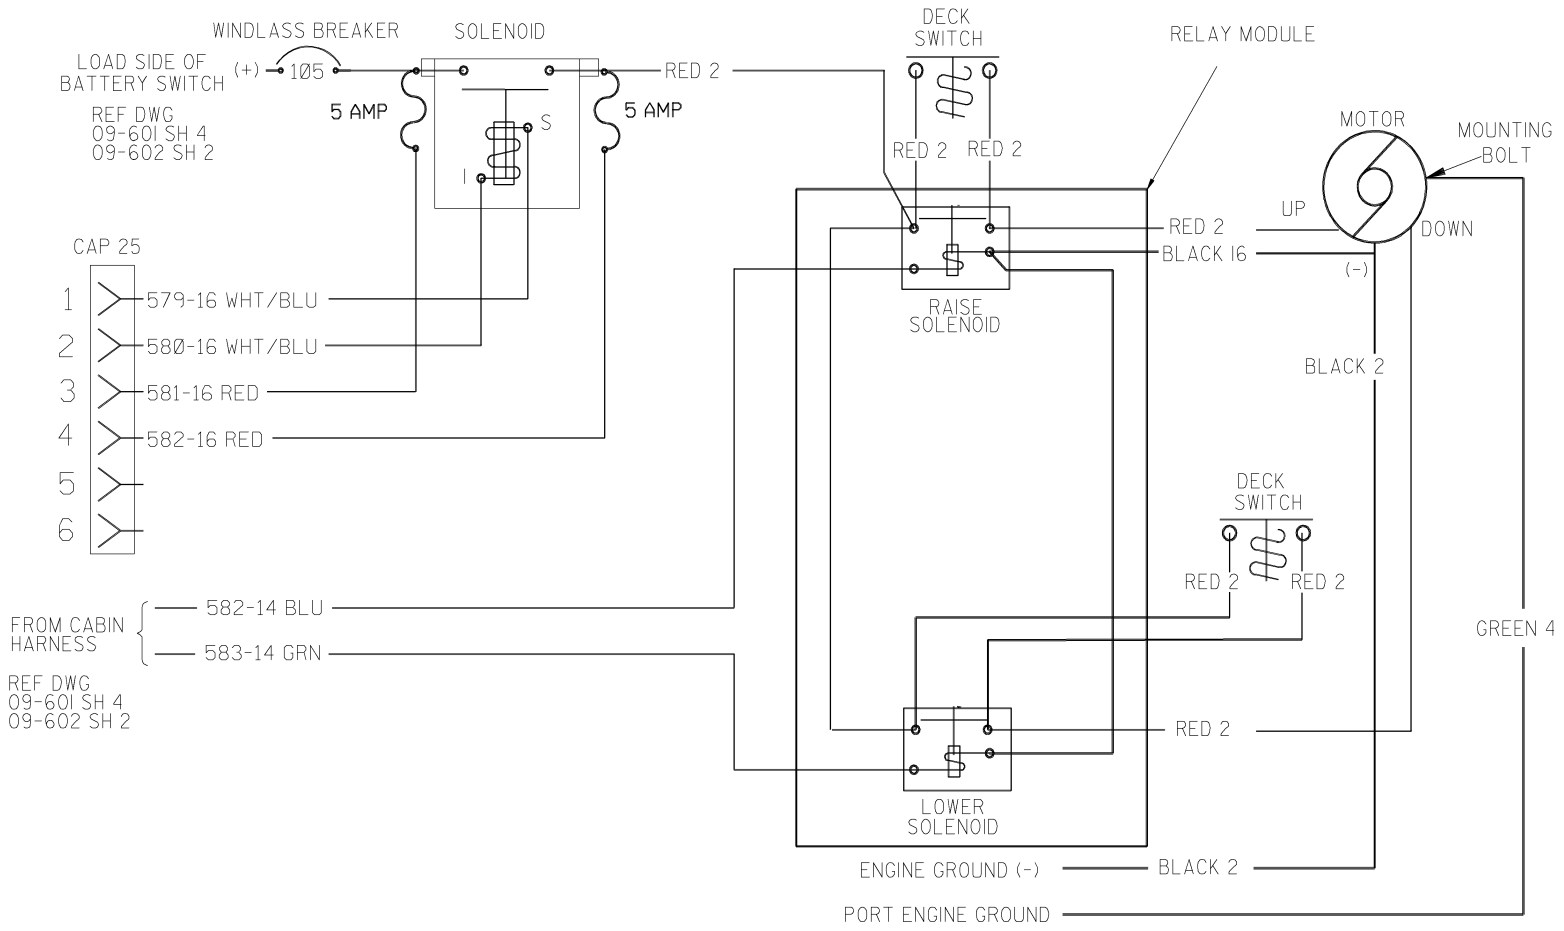 WINDLASS BREAKER
SOLENOID
DECK
SWITCH
RELAY MODULE
LOAD SIDE OF
BATTERY SWITCH
(+)
105
REF DWG
09-601 SH 4
09-602 SH 2
5 AMP
5 AMP
S
I
RED 2
RED 2
RED 2
MOTOR
MOUNTING
BOLT
UP
DOWN
RED 2
BLACK 16
(-)
CAP 25
1
579-16 WHT/BLU
2
580-16 WHT/BLU
3
581-16 RED
4
582-16 RED
5
6
RAISE
SOLENOID
BLACK 2
DECK
SWITCH
RED 2
RED 2
FROM CABIN
HARNESS
582-14 BLU
583-14 GRN
REF DWG
09-601 SH 4
09-602 SH 2
GREEN 4
RED 2
LOWER
SOLENOID
ENGINE GROUND (-)
BLACK 2
PORT ENGINE GROUND